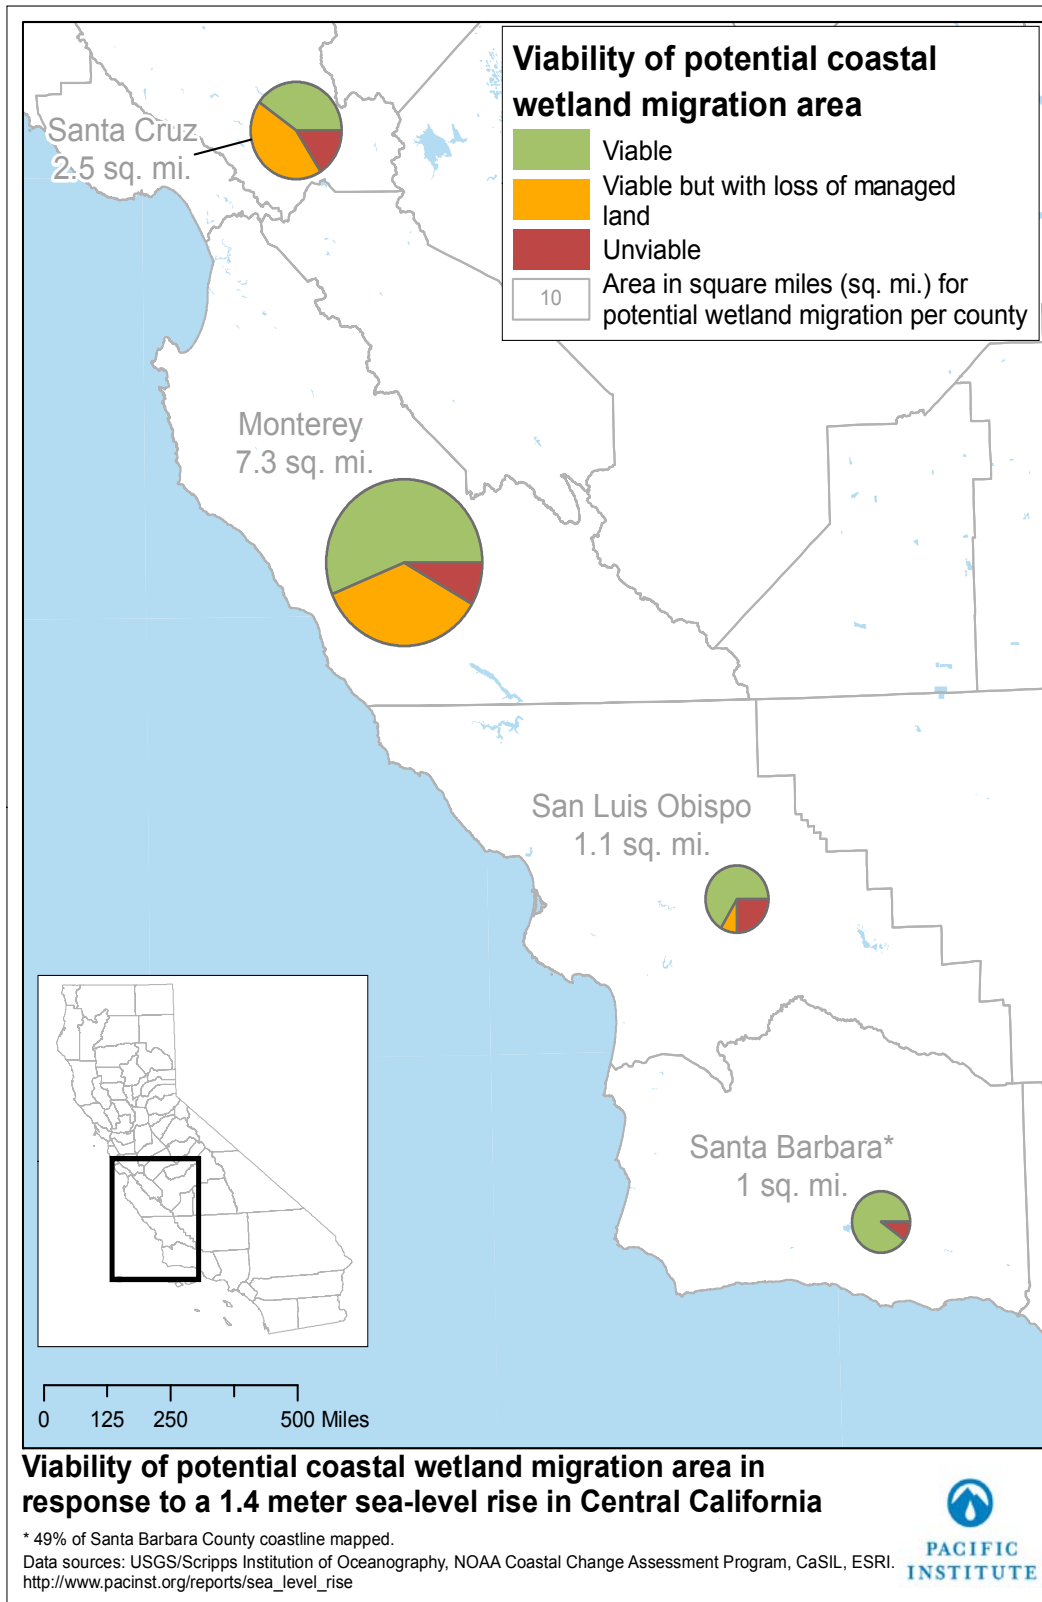 Viability of potential coastal
wetland migration area
Viable
Viable but with loss of managed
land
Unviable
10
Area in square miles (sq. mi.) for
potential wetland migration per county
Santa Cruz
2.5 sq. mi.
Monterey
7.3 sq. mi.
San Luis Obispo
1.1 sq. mi.
Santa Barbara*
1 sq. mi.
0 125 250 500 Miles
Viability of potential coastal wetland migration area in
response to a 1.4 meter sea-level rise in Central California
* 49% of Santa Barbara County coastline mapped.
Data sources: USGS/Scripps Institution of Oceanography, NOAA Coastal Change Assessment Program, CaSIL, ESRI.
http://www.pacinst.org/reports/sea_level_rise
PACIFIC
INSTITUTE